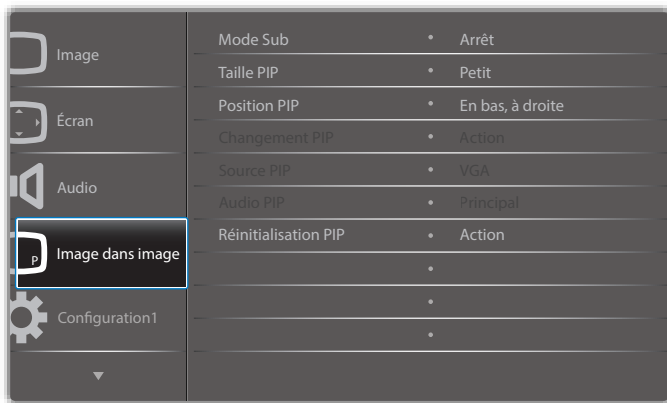 Image
Écran
Audio
P
Image dans image
Configuration1
Mode Sub • Arrêt
Taille PIP • Petit
Position PIP • En bas, à droite
Changement PIP • Action
Source PIP • VGA
Audio PIP • Principal
Réinitialisation PIP • Action
•
•
•